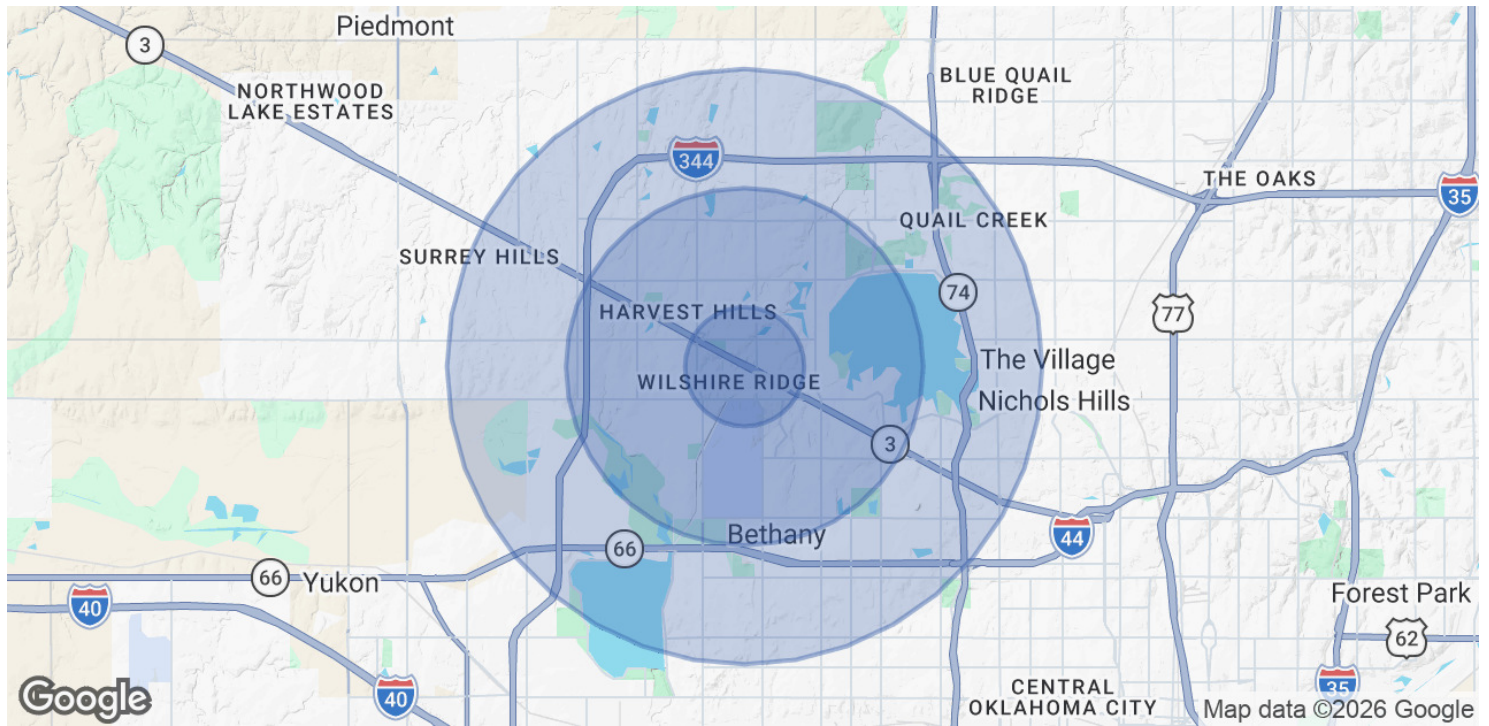 Piedmont
3
NORTHWOOD
LAKE ESTATES
BLUE QUAIL
RIDGE
344
THE OAKS
35
QUAIL CREEK
SURREY HILLS
74
HARVEST HILLS
77
The Village
WILSHIRE RIDGE
Nichols Hills
3
Bethany
44
66
66
Yukon
40
Forest Park
62
40
35
CENTRAL
OKLAHOMA CITY
Google
Map data ©2026 Google